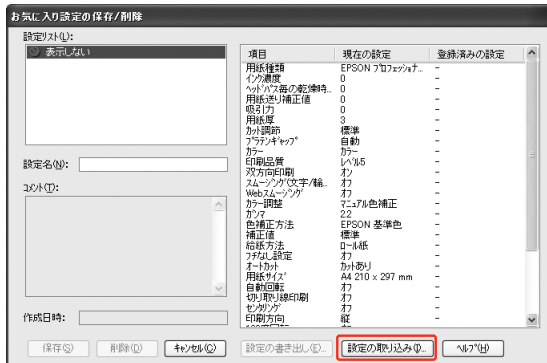 お気に入り設定の保存/削除
設定リスト(L):
表示しない
設定名(N):
コメント(T):
作成日時:
項目 現在の設定 登録済みの設定
用紙種類 EPSON プロフェッショナ... -
インク濃度 0 -
ヘッドパス毎の乾燥時... 0 -
用紙送り補正値 0 -
吸引力 0 -
用紙厚 3 -
カット調節 標準 -
プラテンギャップ 自動 -
カラー カラー -
印刷品質 レベル5 -
双方向印刷 オン -
スムージング(文字/輪... オフ -
Webスムージング オフ -
カラー調整 マニュアル色補正 -
ガンマ 2.2 -
色補正方法 EPSON 基準色 -
補正値 標準 -
給紙方法 ロール紙 -
フチなし設定 オフ -
オートカット カットあり -
用紙サイズ A4 210 x 297 mm -
自動回転 オフ -
切り取り線印刷 オフ -
センタリング オフ -
印刷方向 縦 -
保存(S) 削除(D) キャンセル(C) 設定の書き出し(E)... 設定の取り込み(I)... ヘルプ(H)